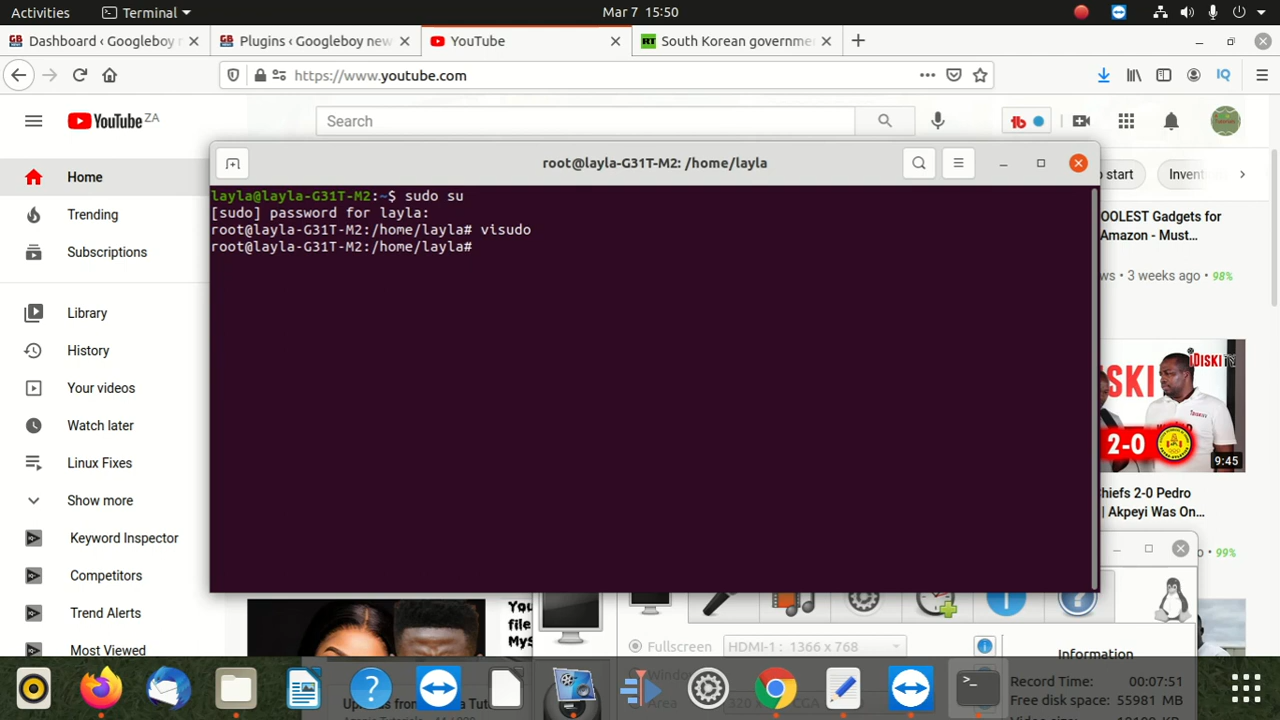 Activities
Terminal
Mar 7 15:50
Dashboard ‹ Googleboy n
Plugins ‹ Googleboy new
YouTube
South Korean governme
https://www.youtube.com
IQ
YouTube ZA
Search
Home
Trending
Subscriptions
Library
History
Your videos
Watch later
Linux Fixes
Show more
Keyword Inspector
Competitors
Trend Alerts
Most Viewed
root@layla-G31T-M2: /home/layla
layla@layla-G31T-M2:~$ sudo su
[sudo] password for layla:
root@layla-G31T-M2:/home/layla# visudo
root@layla-G31T-M2:/home/layla#
start
OOLEST Gadgets for
Amazon - Must...
• 3 weeks ago • 98%
DISKI TV
2-0
9:45
Chiefs 2-0 Pedro
| Akpeyi Was On...
• 99%
Fullscreen
HDMI-1 : 1366 x 768
Information
Record Time: 00:07:51
Free disk space: 55981 MB